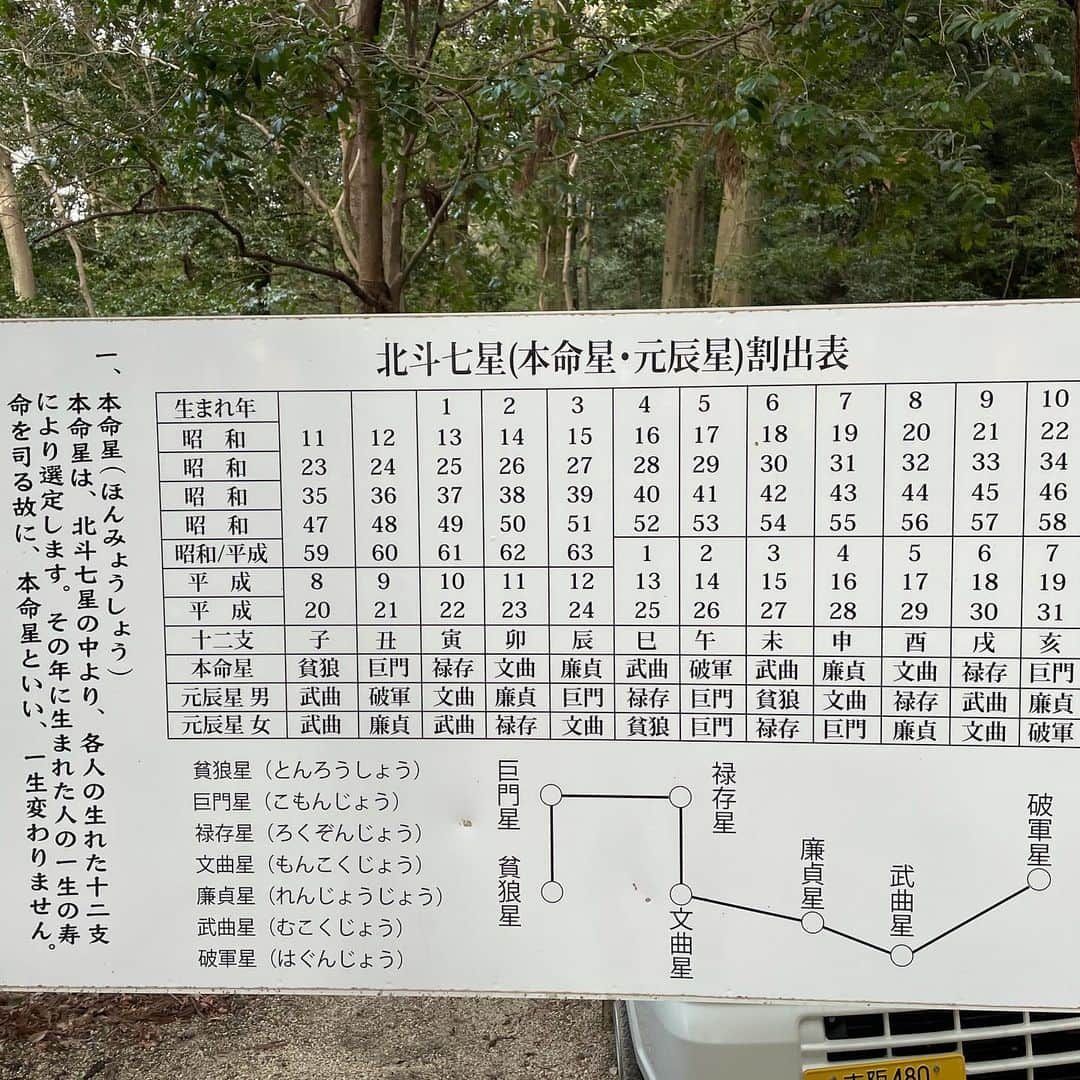 北斗七星(本命星・元辰星)割出表
一、本命星（ほんみょうしょう）
本命星は、北斗七星の中より、各人の生れた十二支
により選定します。その年に生まれた人の一生の寿
命を司る故に、本命星といい、一生変わりません。
生まれ年 1 2 3 4 5 6 7 8 9 10
昭和 11 12 13 14 15 16 17 18 19 20 21 22
昭和 23 24 25 26 27 28 29 30 31 32 33 34
昭和 35 36 37 38 39 40 41 42 43 44 45 46
昭和 47 48 49 50 51 52 53 54 55 56 57 58
昭和/平成 59 60 61 62 63 1 2 3 4 5 6 7
平成 8 9 10 11 12 13 14 15 16 17 18 19
平成 20 21 22 23 24 25 26 27 28 29 30 31
十二支 子 丑 寅 卯 辰 巳 午 未 申 酉 戌 亥
本命星 貧狼 巨門 禄存 文曲 廉貞 武曲 破軍 武曲 廉貞 文曲 禄存 巨門
元辰星 男 武曲 破軍 文曲 廉貞 巨門 禄存 巨門 貧狼 文曲 禄存 武曲 廉貞
元辰星 女 武曲 廉貞 武曲 禄存 文曲 貧狼 巨門 禄存 巨門 廉貞 文曲 破軍
貧狼星（とんろうしょう）
巨門星（こもんじょう）
禄存星（ろくぞんじょう）
文曲星（もんこくじょう）
廉貞星（れんじょうじょう）
武曲星（むこくじょう）
破軍星（はぐんじょう）
巨門星
貧狼星
禄存星
文曲星
廉貞星
武曲星
破軍星
480